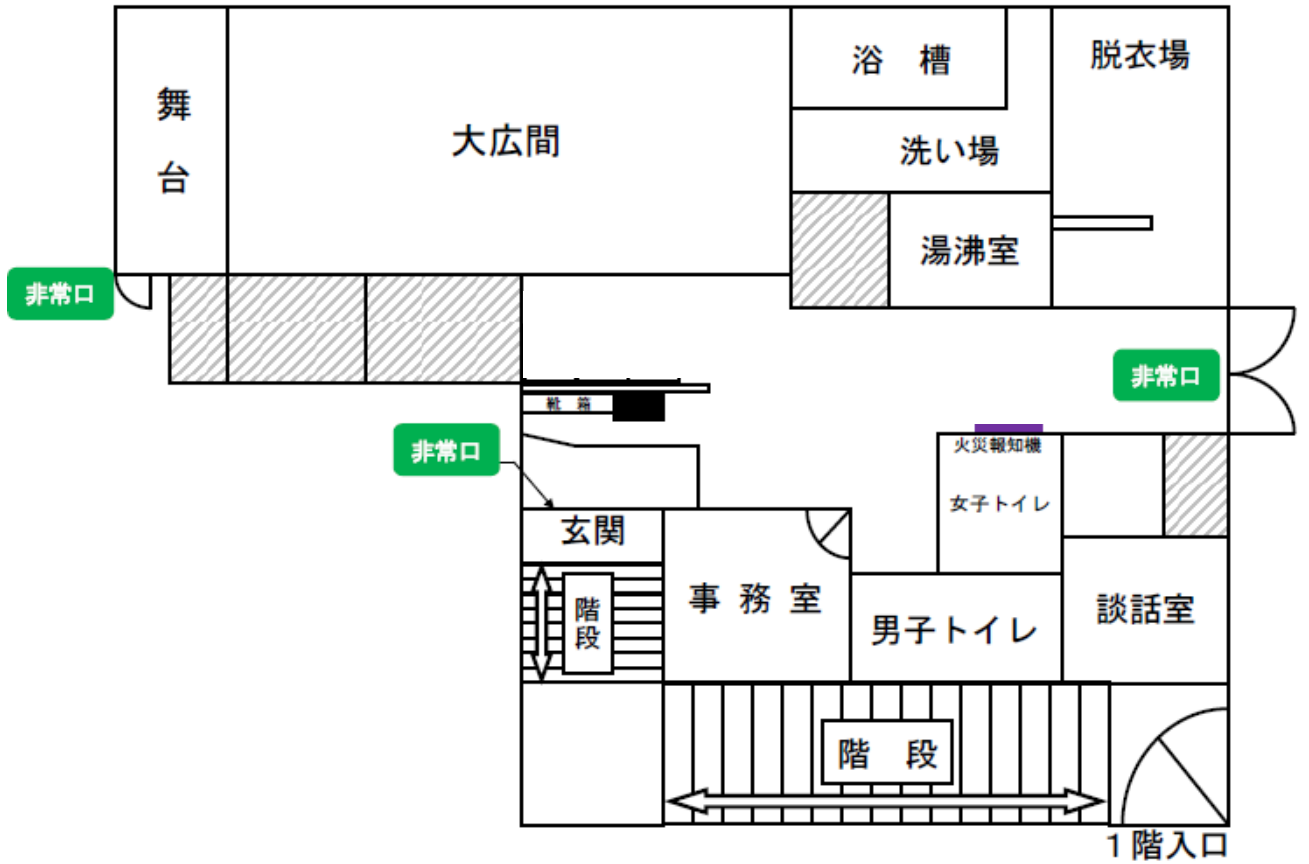 浴　槽
脱衣場
舞台
大広間
洗い場
湯沸室
非常口
非常口
靴　箱
非常口
火災報知機
女子トイレ
玄関
事 務 室
階段
男子トイレ
談話室
階　段
１階入口